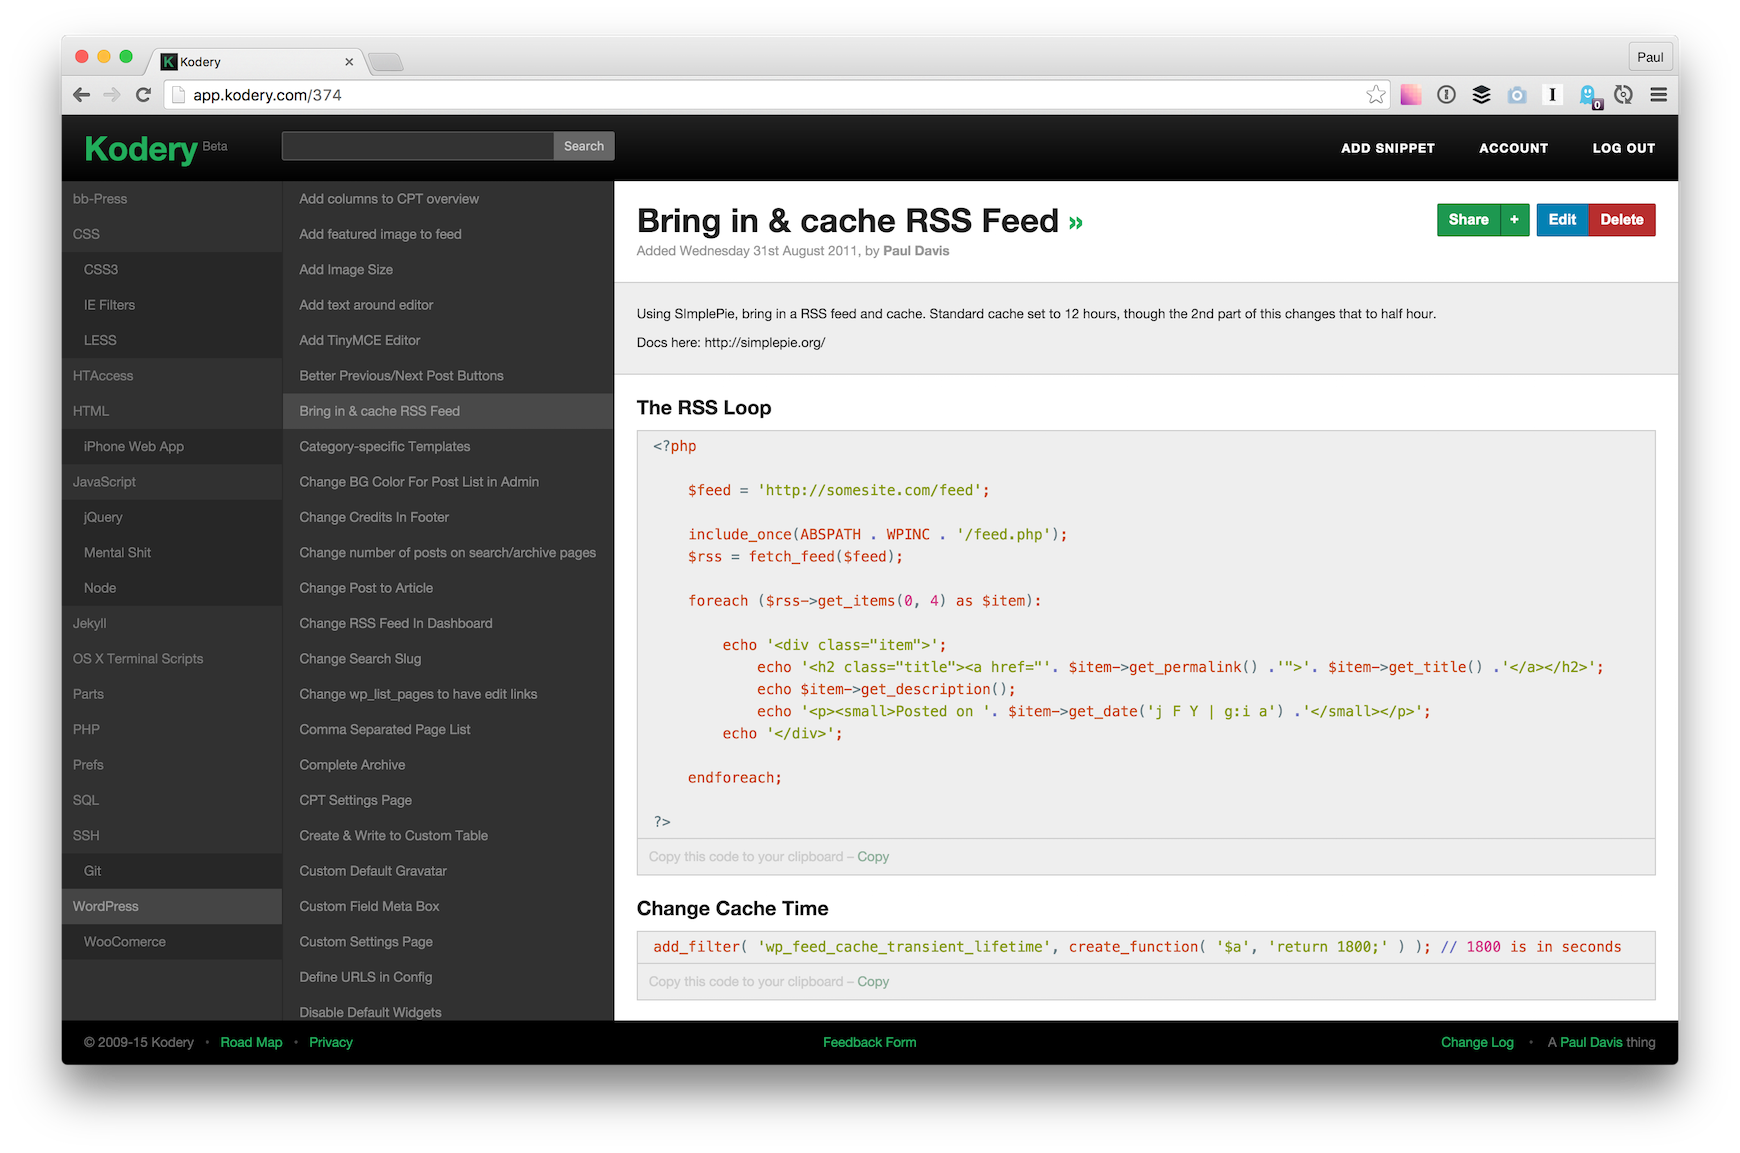 Kodery
Paul
app.kodery.com/374
0
Kodery Beta
Search
ADD SNIPPET
ACCOUNT
LOG OUT
bb-Press
CSS
CSS3
IE Filters
LESS
HTAccess
HTML
iPhone Web App
JavaScript
jQuery
Mental Shit
Node
Jekyll
OS X Terminal Scripts
Parts
PHP
Prefs
SQL
SSH
Git
WordPress
WooComerce
Add columns to CPT overview
Add featured image to feed
Add Image Size
Add text around editor
Add TinyMCE Editor
Better Previous/Next Post Buttons
Bring in & cache RSS Feed
Category-specific Templates
Change BG Color For Post List in Admin
Change Credits In Footer
Change number of posts on search/archive pages
Change Post to Article
Change RSS Feed In Dashboard
Change Search Slug
Change wp_list_pages to have edit links
Comma Separated Page List
Complete Archive
CPT Settings Page
Create & Write to Custom Table
Custom Default Gravatar
Custom Field Meta Box
Custom Settings Page
Define URLS in Config
Disable Default Widgets
Bring in & cache RSS Feed »
Share +
Edit
Delete
Added Wednesday 31st August 2011, by Paul Davis
Using SImplePie, bring in a RSS feed and cache. Standard cache set to 12 hours, though the 2nd part of this changes that to half hour.
Docs here: http://simplepie.org/
The RSS Loop
<?php
$feed = 'http://somesite.com/feed';
include_once(ABSPATH . WPINC . '/feed.php');
$rss = fetch_feed($feed);
foreach ($rss->get_items(0, 4) as $item):
echo '<div class="item">';
echo '<h2 class="title"><a href="'. $item->get_permalink() .'">'. $item->get_title() .'</a></h2>';
echo $item->get_description();
echo '<p><small>Posted on '. $item->get_date('j F Y | g:i a') .'</small></p>';
echo '</div>';
endforeach;
?>
Copy this code to your clipboard – Copy
Change Cache Time
add_filter( 'wp_feed_cache_transient_lifetime', create_function( '$a', 'return 1800;' ) ); // 1800 is in seconds
Copy this code to your clipboard – Copy
© 2009-15 Kodery • Road Map • Privacy
Feedback Form
Change Log • A Paul Davis thing